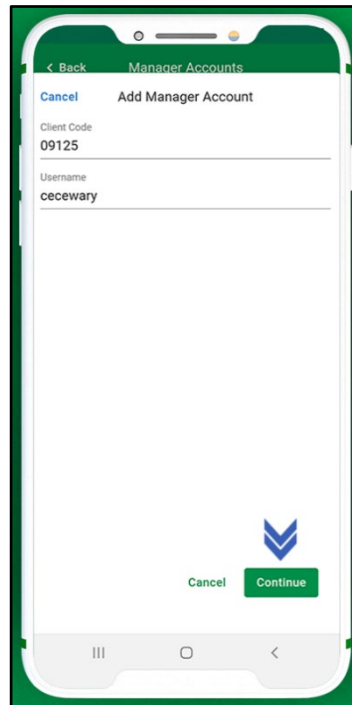 < Back Manager Accounts
Cancel Add Manager Account
Client Code
09125
Username
cecewary
Cancel Continue